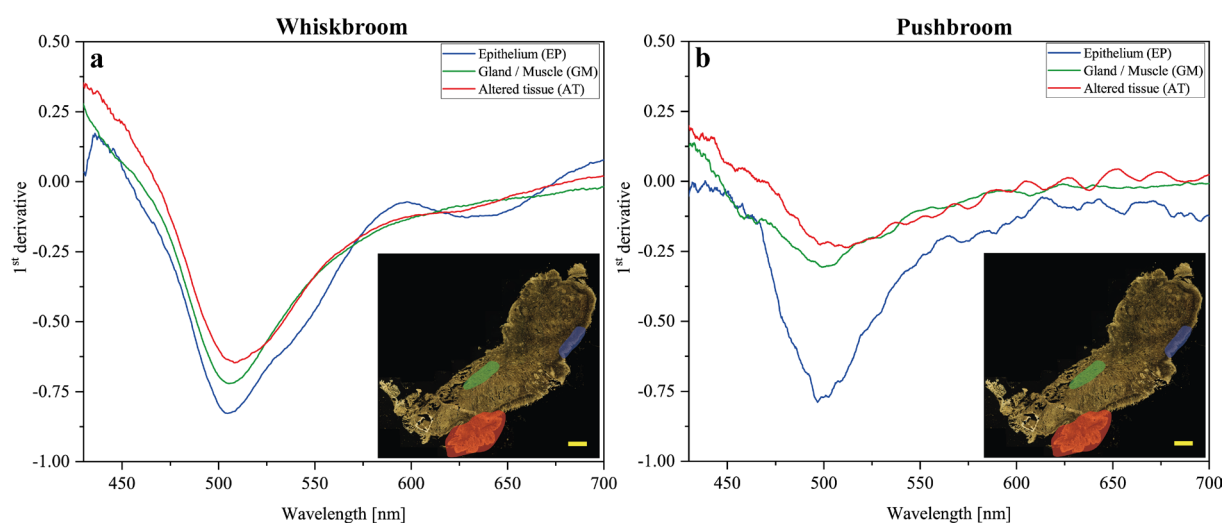 Whiskbroom
a
Epithelium (EP)
Gland / Muscle (GM)
Altered tissue (AT)
0.50
0.25
0.00
-0.25
-0.50
-0.75
-1.00
1st derivative
450
500
550
600
650
700
Wavelength [nm]
Pushbroom
b
Epithelium (EP)
Gland / Muscle (GM)
Altered tissue (AT)
0.50
0.25
0.00
-0.25
-0.50
-0.75
-1.00
1st derivative
450
500
550
600
650
700
Wavelength [nm]